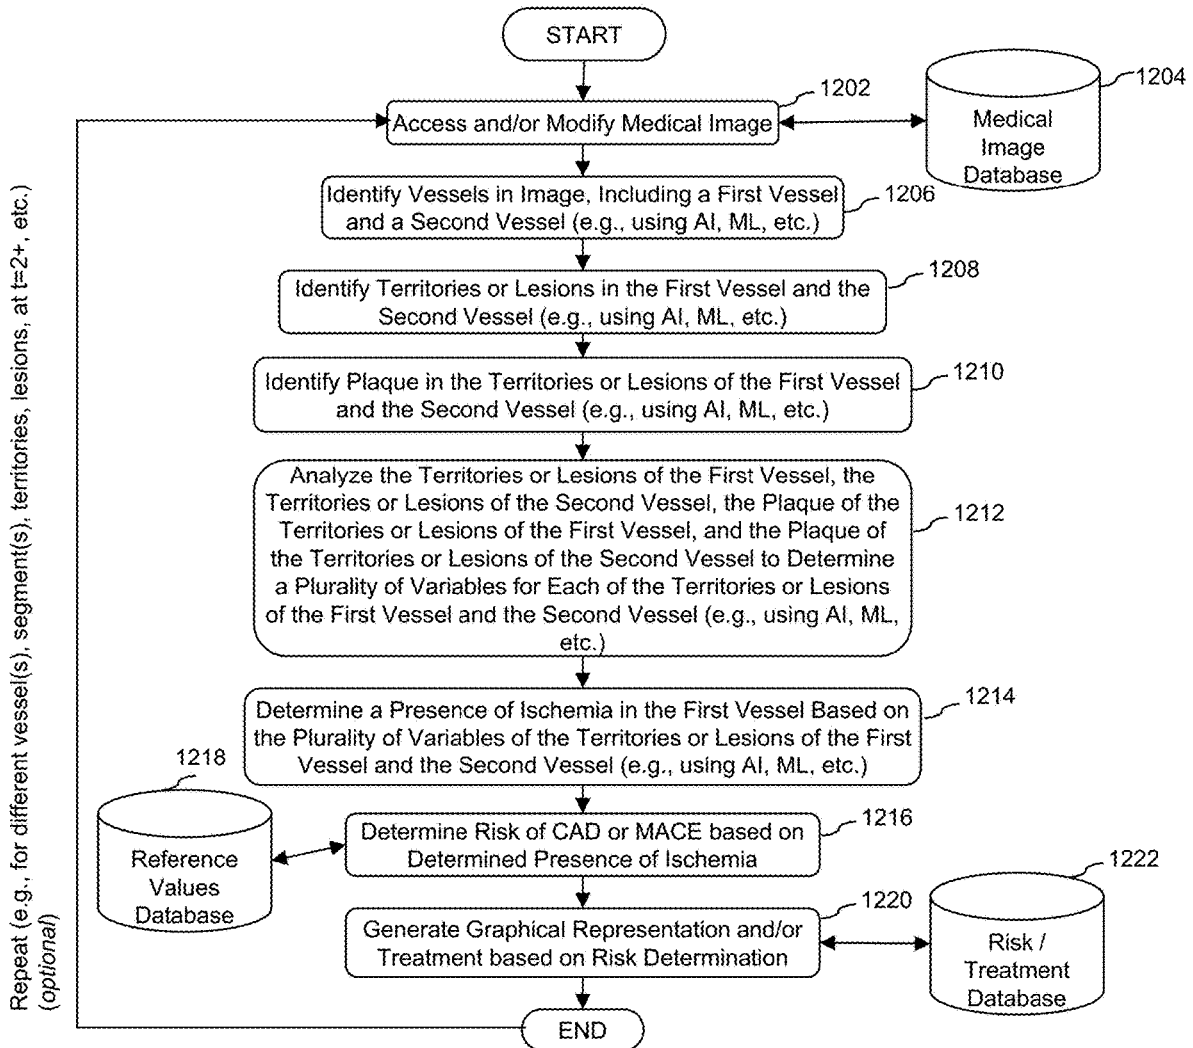 START
1202
Access and/or Modify Medical Image
1204
Medical
Image
Database
Identify Vessels in Image, Including a First Vessel
and a Second Vessel (e.g., using AI, ML, etc.)
1206
Identify Territories or Lesions in the First Vessel and the
Second Vessel (e.g., using AI, ML, etc.)
1208
Identify Plaque in the Territories or Lesions of the First Vessel
and the Second Vessel (e.g., using AI, ML, etc.)
1210
Analyze the Territories or Lesions of the First Vessel, the
Territories or Lesions of the Second Vessel, the Plaque of the
Territories or Lesions of the First Vessel, and the Plaque of
the Territories or Lesions of the Second Vessel to Determine
a Plurality of Variables for Each of the Territories or Lesions
of the First Vessel and the Second Vessel (e.g., using AI, ML,
etc.)
1212
Determine a Presence of Ischemia in the First Vessel Based on
the Plurality of Variables of the Territories or Lesions of the First
Vessel and the Second Vessel (e.g., using AI, ML, etc.)
1214
1218
Reference
Values
Database
Determine Risk of CAD or MACE based on
Determined Presence of Ischemia
1216
Generate Graphical Representation and/or
Treatment based on Risk Determination
1220
1222
Risk /
Treatment
Database
END
Repeat (e.g., for different vessel(s), segment(s), territories, lesions, at t=2+, etc.)
(optional)